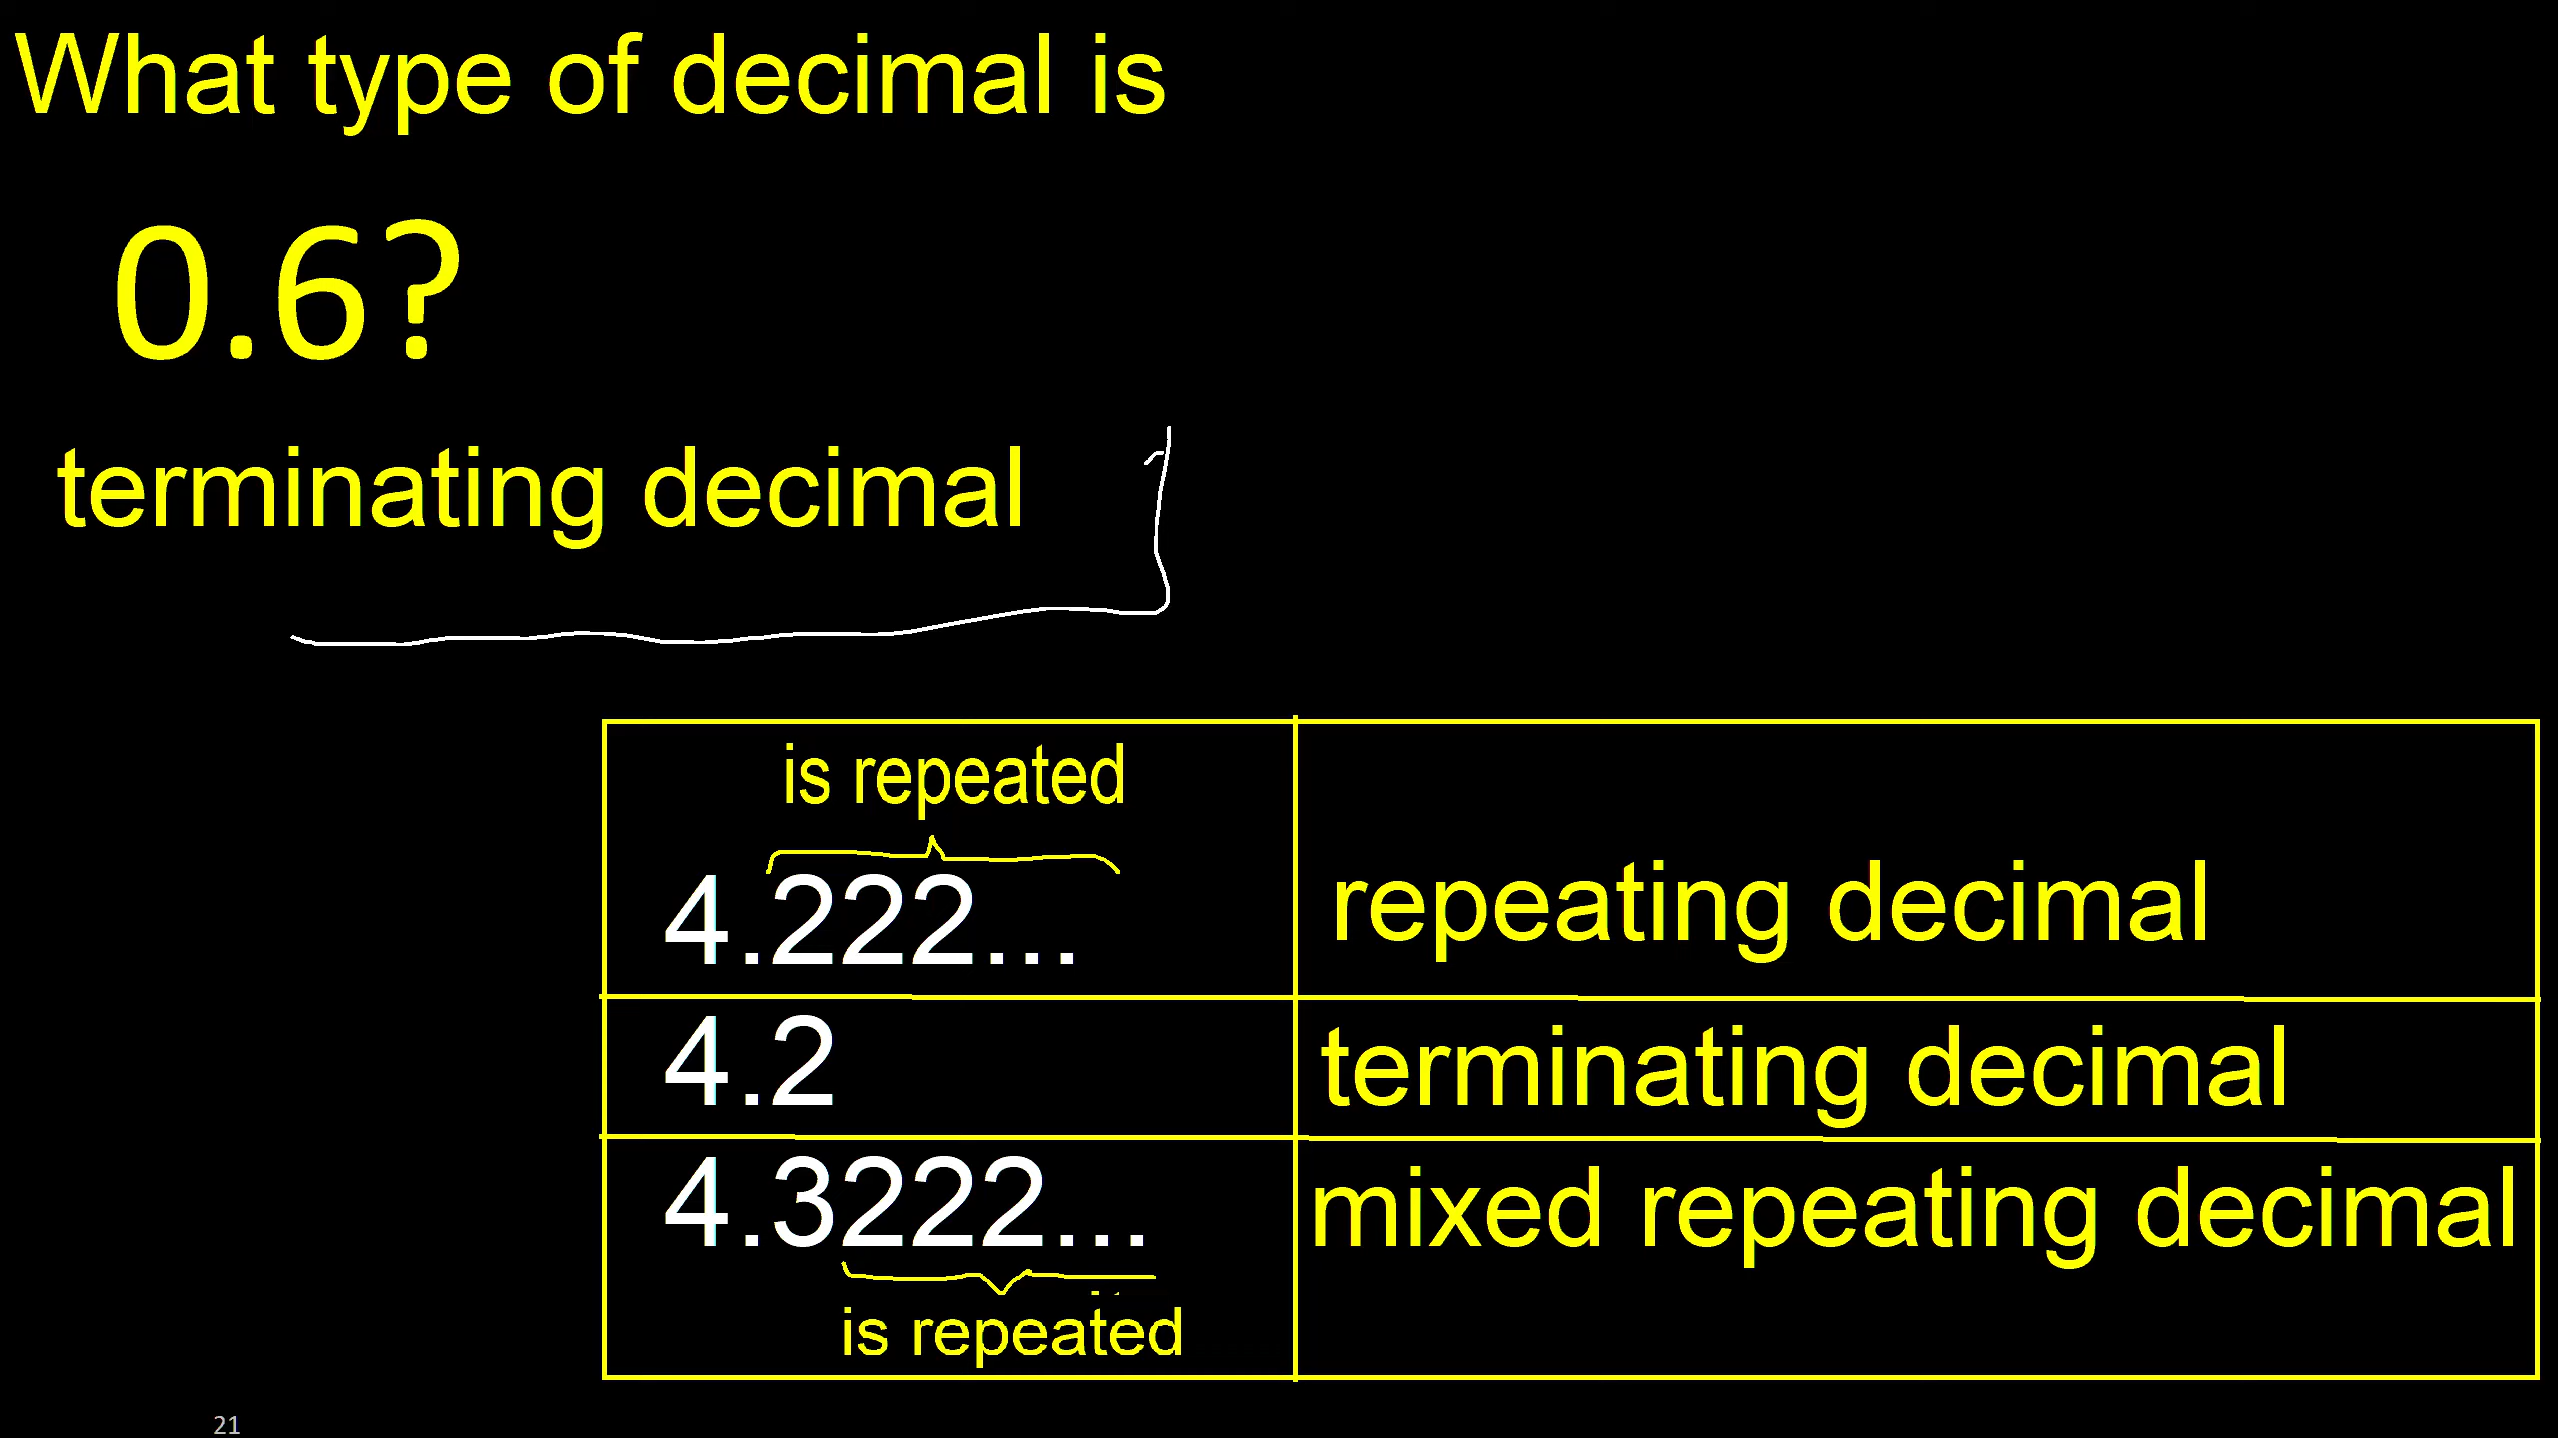 What type of decimal is
0.6?
terminating decimal
is repeated
4.222... repeating decimal
4.2 terminating decimal
4.3222... mixed repeating decimal
is repeated
21